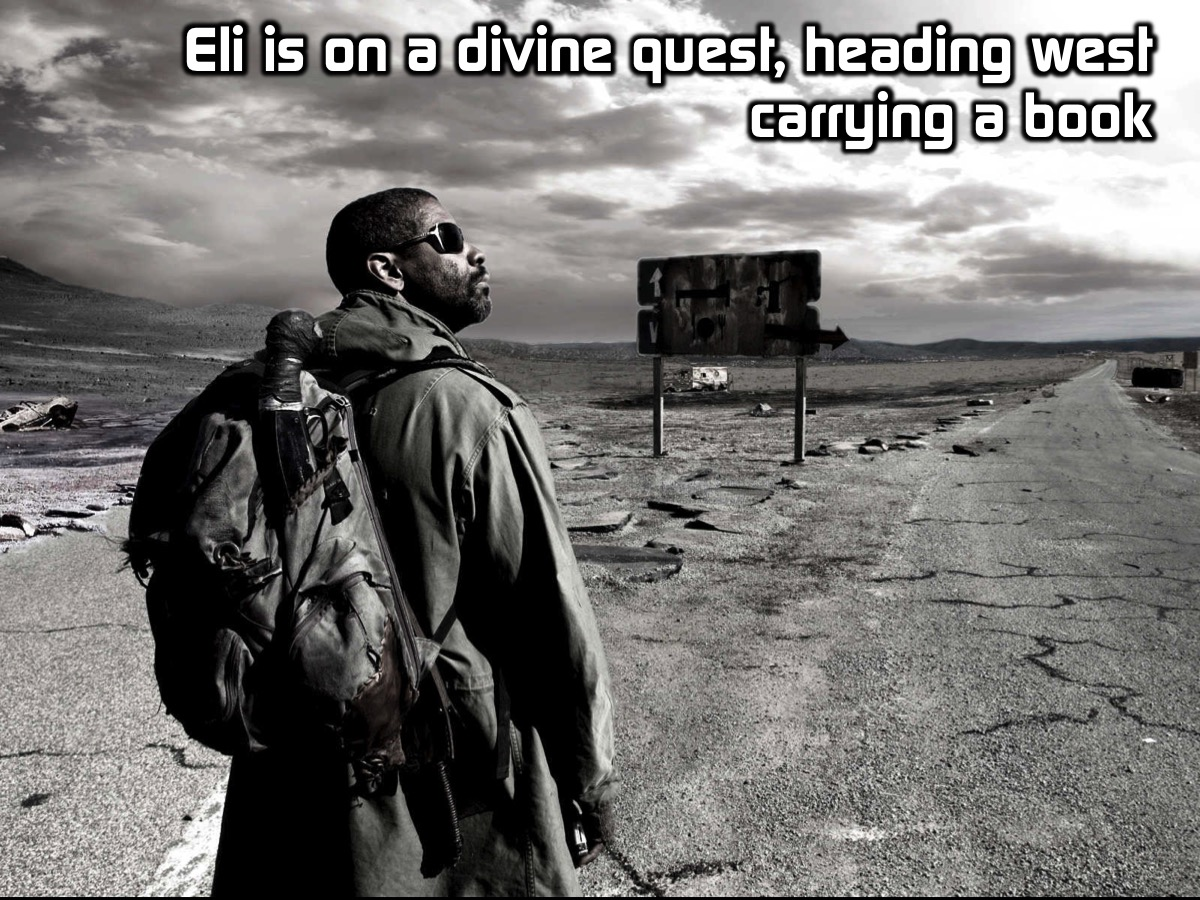 Eli is on a divine quest, heading west
carrying a book